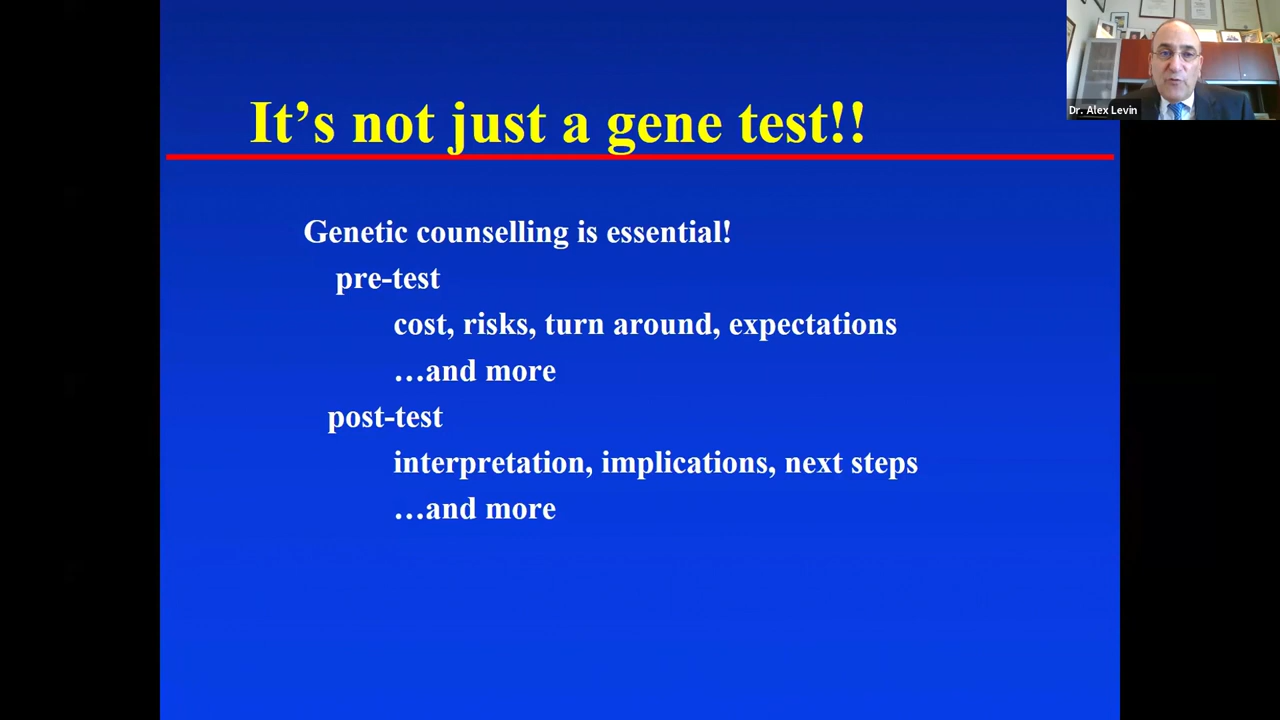 It’s not just a gene test!!
Genetic counselling is essential!
pre-test
cost, risks, turn around, expectations
…and more
post-test
interpretation, implications, next steps
…and more
Dr. Alex Levin